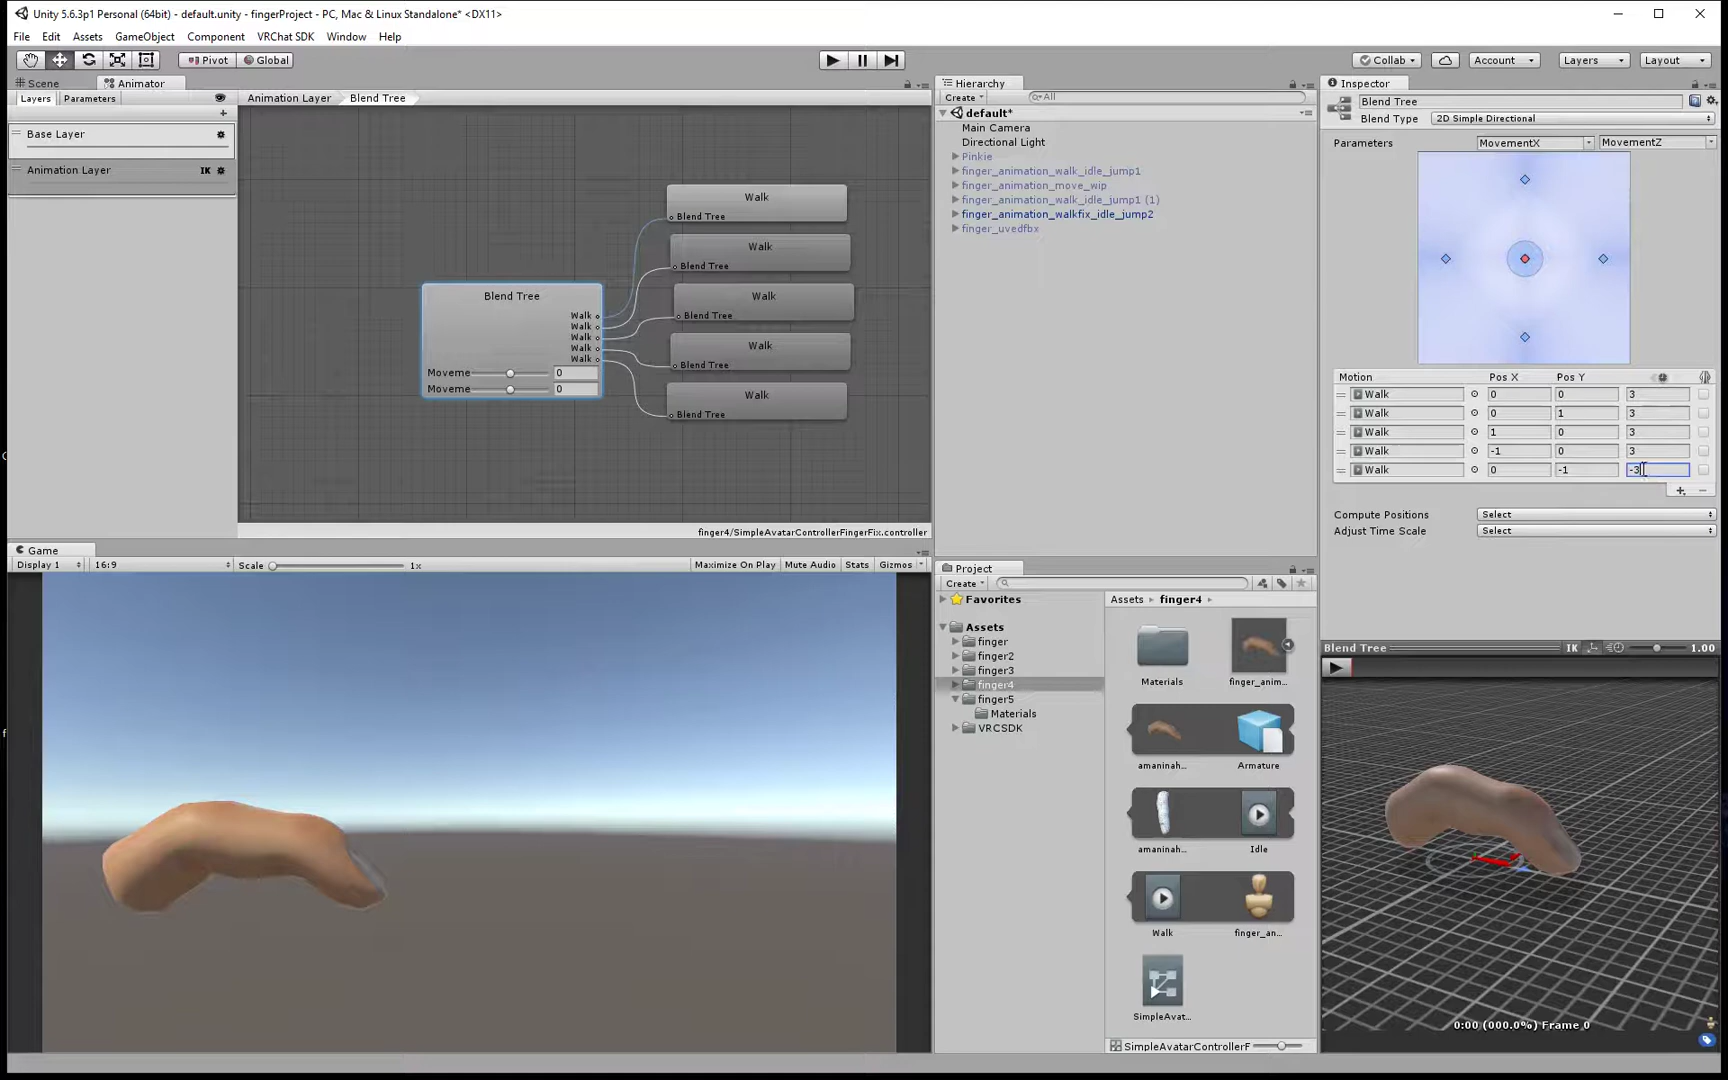 Unity 5.6.3p1 Personal (64bit) - default.unity - fingerProject - PC, Mac & Linux Standalone* <DX11>
File Edit Assets GameObject Component VRChat SDK Window Help
Pivot Global Collab Account Layers Layout
Scene Animator
Layers Parameters
Animation Layer Blend Tree
Base Layer
Animation Layer IK
Walk
Blend Tree
Walk
Blend Tree
Walk
Blend Tree
Walk
Blend Tree
Walk
Blend Tree
Blend Tree
Walk
Walk
Walk
Walk
Walk
Moveme 0
Moveme 0
finger4/SimpleAvatarControllerFingerFix.controller
Hierarchy
Create All
default*
Main Camera
Directional Light
Pinkie
finger_animation_walk_idle_jump1
finger_animation_move_wip
finger_animation_walk_idle_jump1 (1)
finger_animation_walkfix_idle_jump2
finger_uvedfbx
Inspector
Blend Tree
Blend Type 2D Simple Directional
Parameters MovementX MovementZ
Motion Pos X Pos Y
Walk 0 0 3
Walk 0 1 3
Walk 1 0 3
Walk -1 0 3
Walk 0 -1 -3
Compute Positions Select
Adjust Time Scale Select
Game
Display 1 16:9 Scale 1x Maximize On Play Mute Audio Stats Gizmos
Project
Create
Favorites
Assets
finger
finger2
finger3
finger4
finger5
Materials
VRCSDK
Assets finger4
Materials finger_anim...
amaninah... Armature
amaninah... Idle
Walk finger_an...
SimpleAvat...
SimpleAvatarControllerF
Blend Tree IK 1.00
0:00 (000.0%) Frame 0